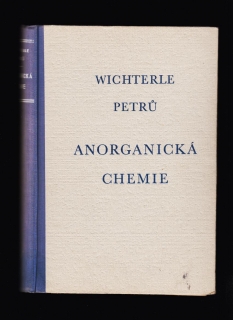 WICHTERLE
PETRŮ
ANORGANICKÁ
CHEMIE